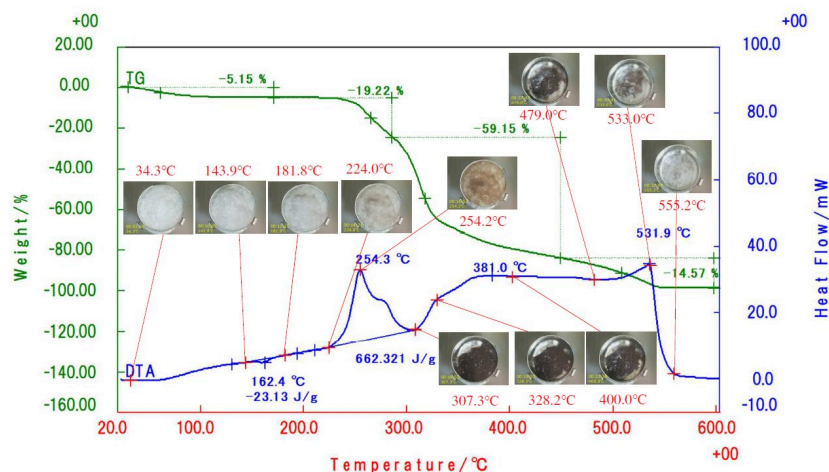 +00
+00
20.00
0.00
-20.00
-40.00
-60.00
-80.00
-100.00
-120.00
-140.00
-160.00
Weight/%
100.0
80.0
60.0
40.0
20.0
0.0
-10.0
Heat Flow/mW
TG
-5.15 %
-19.22 %
-59.15 %
-14.57 %
479.0°C
533.0°C
555.2°C
34.3°C
143.9°C
181.8°C
224.0°C
254.2°C
254.3 °C
381.0 °C
531.9 °C
DTA
162.4 °C
-23.13 J/g
662.321 J/g
307.3°C
328.2°C
400.0°C
20.0
100.0
200.0
300.0
400.0
500.0
600.0
+00
Temperature/°C